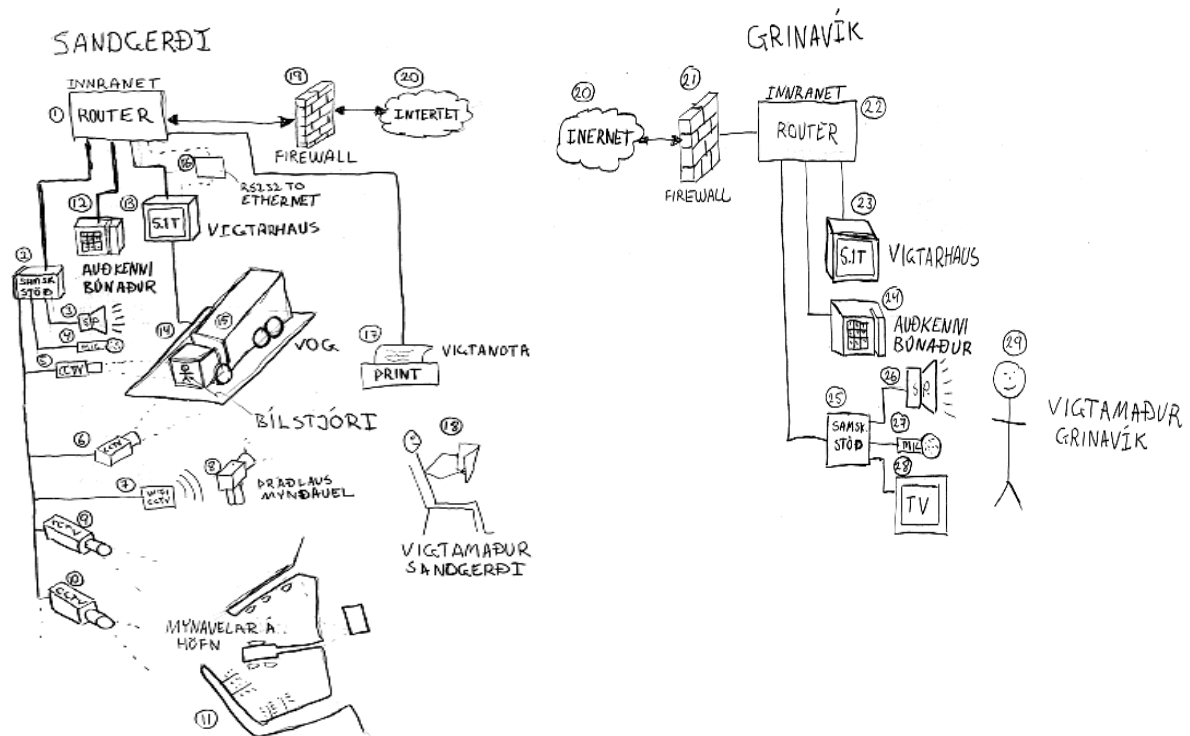 SANDGERÐI
INNRANET
1
ROUTER
19
FIREWALL
20
INTERTET
16
RS232 TO
ETHERNET
12
AUÐKENNI
BÚNAÐUR
13
S.IT
VIGTARHAUS
2
SAMSK
STÖÐ
3
SP.
4
MIC
5
CCTV
14
15
VOG
17
VIGTANOTA
PRINT
BÍLSTJÓRI
6
CCTV
7
WIFI
CCTV
8
ÞRÁÐLAUS
MYNDAVEL
18
VIGTAMAÐUR
SANDGERÐI
9
CCTV
10
CCTV
MYNAVELAR Á
HÖFN
11
GRINAVÍK
20
INERNET
21
FIREWALL
INNRANET
22
ROUTER
23
S.IT
VIGTARHAUS
24
AUÐKENNI
BÚNAÐUR
25
SAMSK.
STÖÐ
26
SP.
27
MIC
28
TV
29
VIGTAMAÐUR
GRINAVÍK